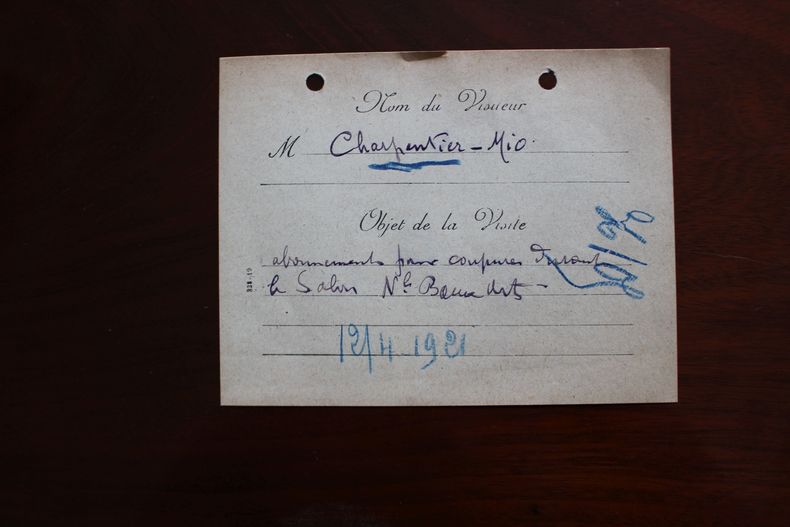 Nom du Visiteur
M Charpentier-Mio.
Objet de la Visite
abonnements pour coupures durant
le Salon Nle Beaux Arts -
12/4 1921